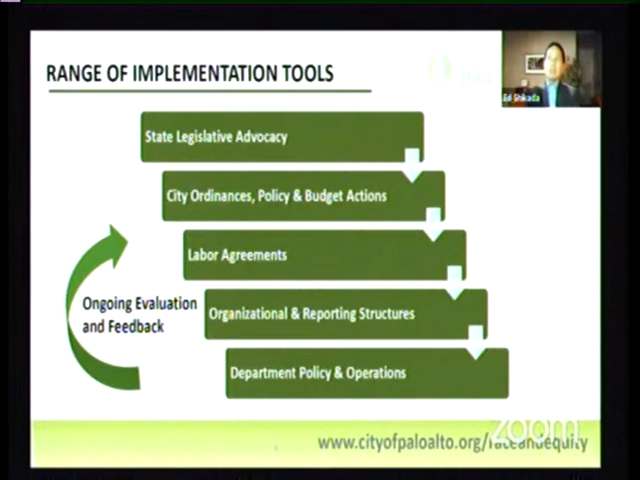 RANGE OF IMPLEMENTATION TOOLS
Ed Shikada
State Legislative Advocacy
City Ordinances, Policy & Budget Actions
Labor Agreements
Ongoing Evaluation
and Feedback
Organizational & Reporting Structures
Department Policy & Operations
zoom
www.cityofpaloalto.org/raceandequity